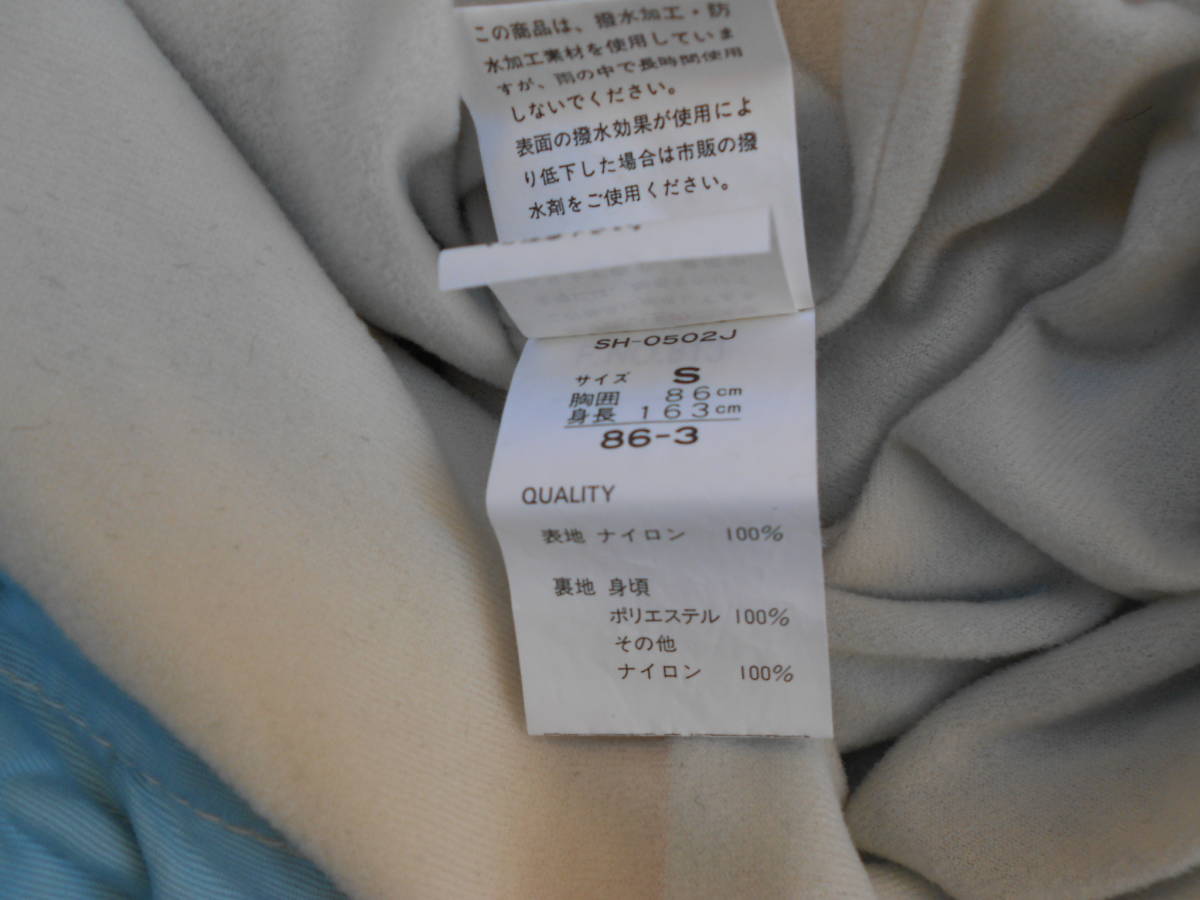 この商品は、撥水加工・防
水加工素材を使用していま
すが、雨の中で長時間使用
しないでください。
表面の撥水効果が使用によ
り低下した場合は市販の撥
水剤をご使用ください。
SH-0502J
サイズ S
胸囲 86cm
身長 163cm
86-3
QUALITY
表地 ナイロン 100%
裏地 身頃
ポリエステル 100%
その他
ナイロン 100%